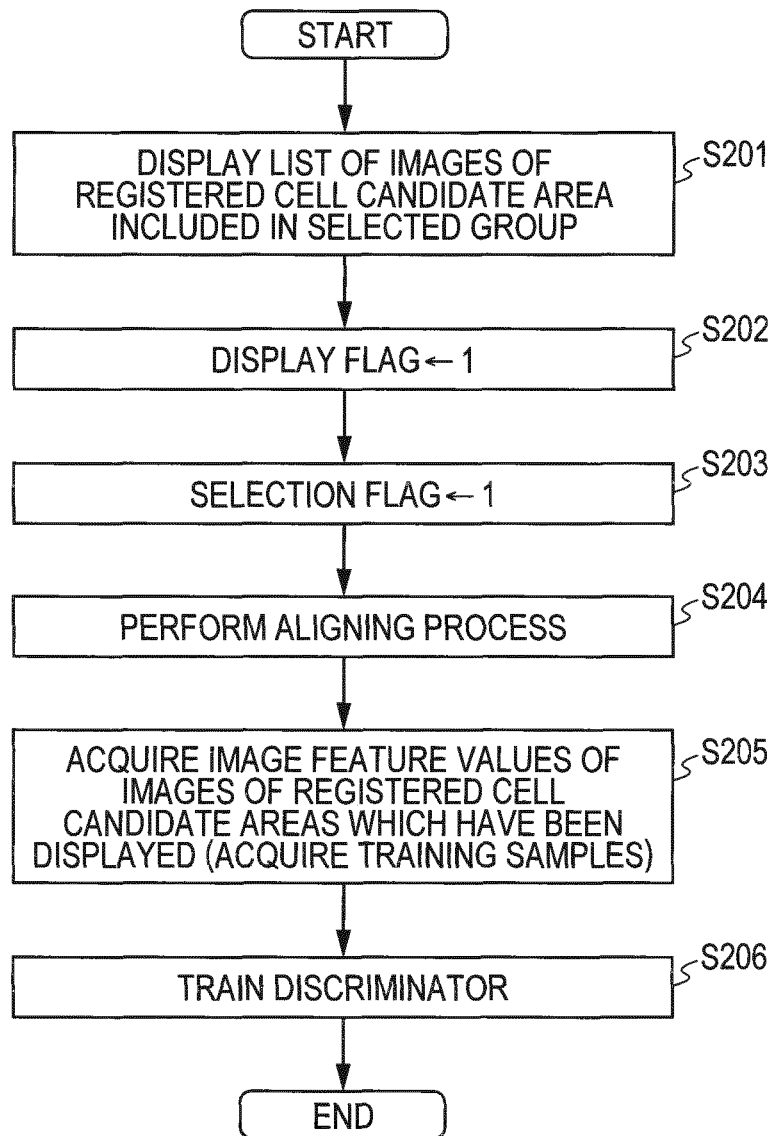 START
DISPLAY LIST OF IMAGES OF
REGISTERED CELL CANDIDATE AREA
INCLUDED IN SELECTED GROUP
S201
DISPLAY FLAG ← 1
S202
SELECTION FLAG ← 1
S203
PERFORM ALIGNING PROCESS
S204
ACQUIRE IMAGE FEATURE VALUES OF
IMAGES OF REGISTERED CELL
CANDIDATE AREAS WHICH HAVE BEEN
DISPLAYED (ACQUIRE TRAINING SAMPLES)
S205
TRAIN DISCRIMINATOR
S206
END